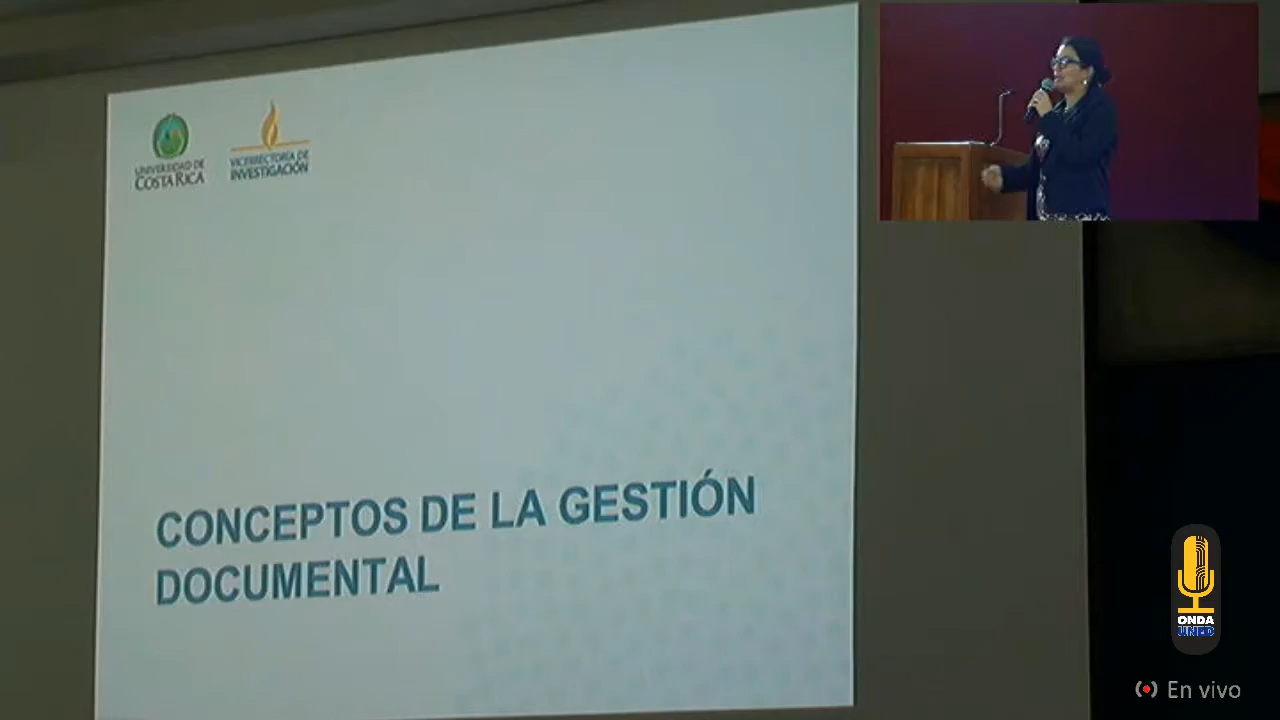 UNIVERSIDAD DE
COSTA RICA
VICERRECTORÍA DE
INVESTIGACIÓN
CONCEPTOS DE LA GESTIÓN
DOCUMENTAL
ONDA
UNED
En vivo